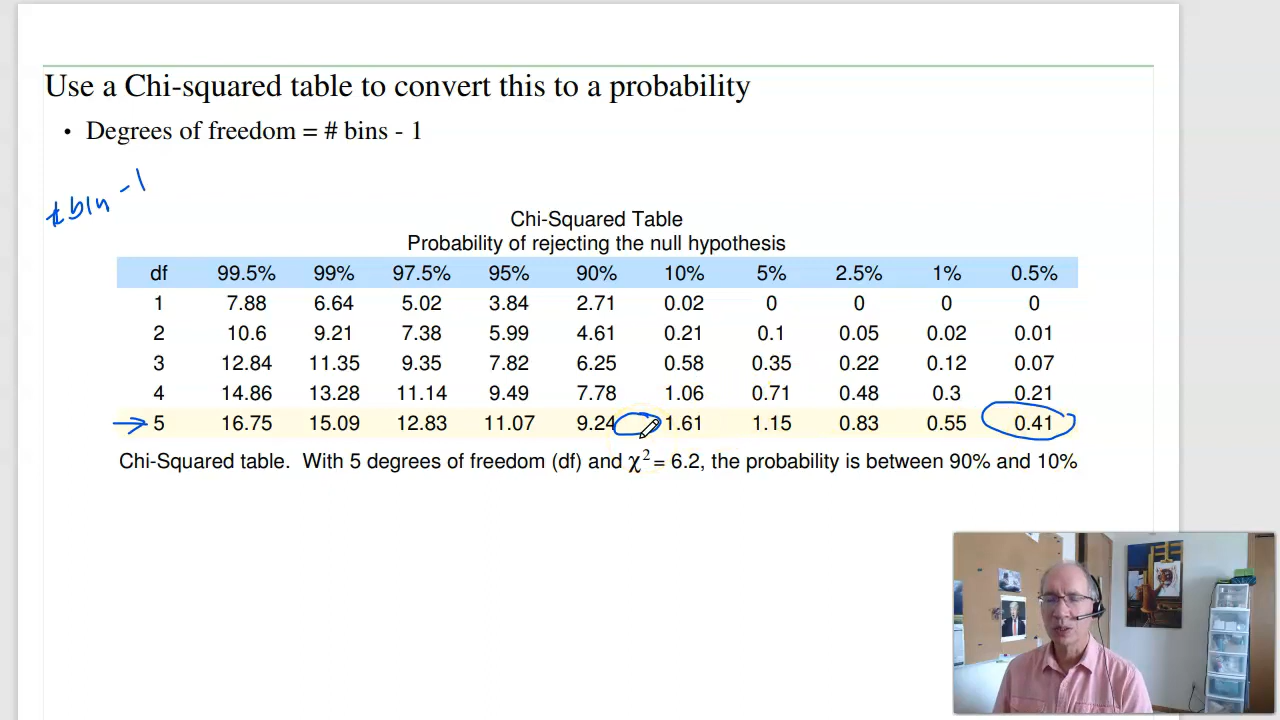 Use a Chi-squared table to convert this to a probability
• Degrees of freedom = # bins - 1
# bin - 1
Chi-Squared Table
Probability of rejecting the null hypothesis
df 99.5% 99% 97.5% 95% 90% 10% 5% 2.5% 1% 0.5%
1 7.88 6.64 5.02 3.84 2.71 0.02 0 0 0 0
2 10.6 9.21 7.38 5.99 4.61 0.21 0.1 0.05 0.02 0.01
3 12.84 11.35 9.35 7.82 6.25 0.58 0.35 0.22 0.12 0.07
4 14.86 13.28 11.14 9.49 7.78 1.06 0.71 0.48 0.3 0.21
5 16.75 15.09 12.83 11.07 9.24 1.61 1.15 0.83 0.55 0.41
Chi-Squared table. With 5 degrees of freedom (df) and χ² = 6.2, the probability is between 90% and 10%